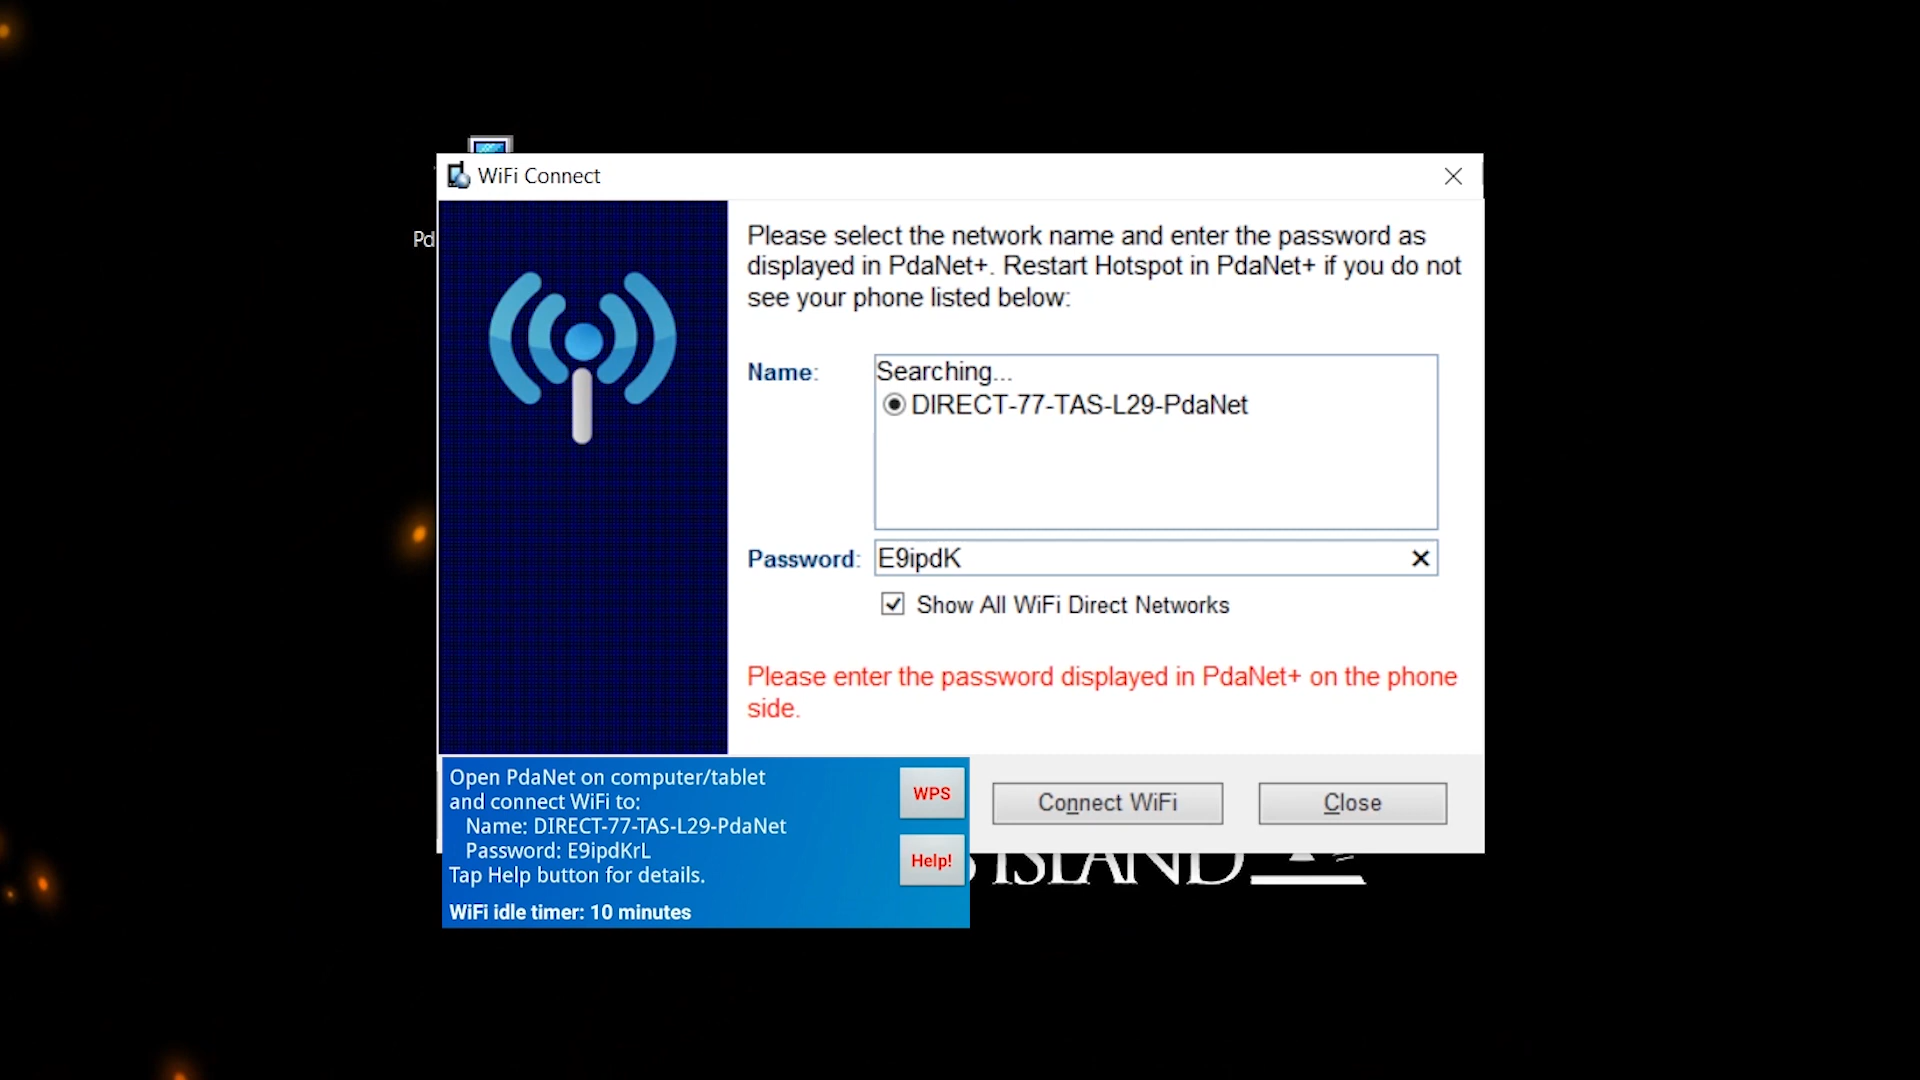 WiFi Connect
Pd
Please select the network name and enter the password as
displayed in PdaNet+. Restart Hotspot in PdaNet+ if you do not
see your phone listed below:
Name:
Searching...
DIRECT-77-TAS-L29-PdaNet
Password:
E9ipdK
Show All WiFi Direct Networks
Please enter the password displayed in PdaNet+ on the phone
side.
Open PdaNet on computer/tablet
and connect WiFi to:
Name: DIRECT-77-TAS-L29-PdaNet
Password: E9ipdKrL
Tap Help button for details.
WiFi idle timer: 10 minutes
WPS
Help!
Connect WiFi
Close
ISLAND